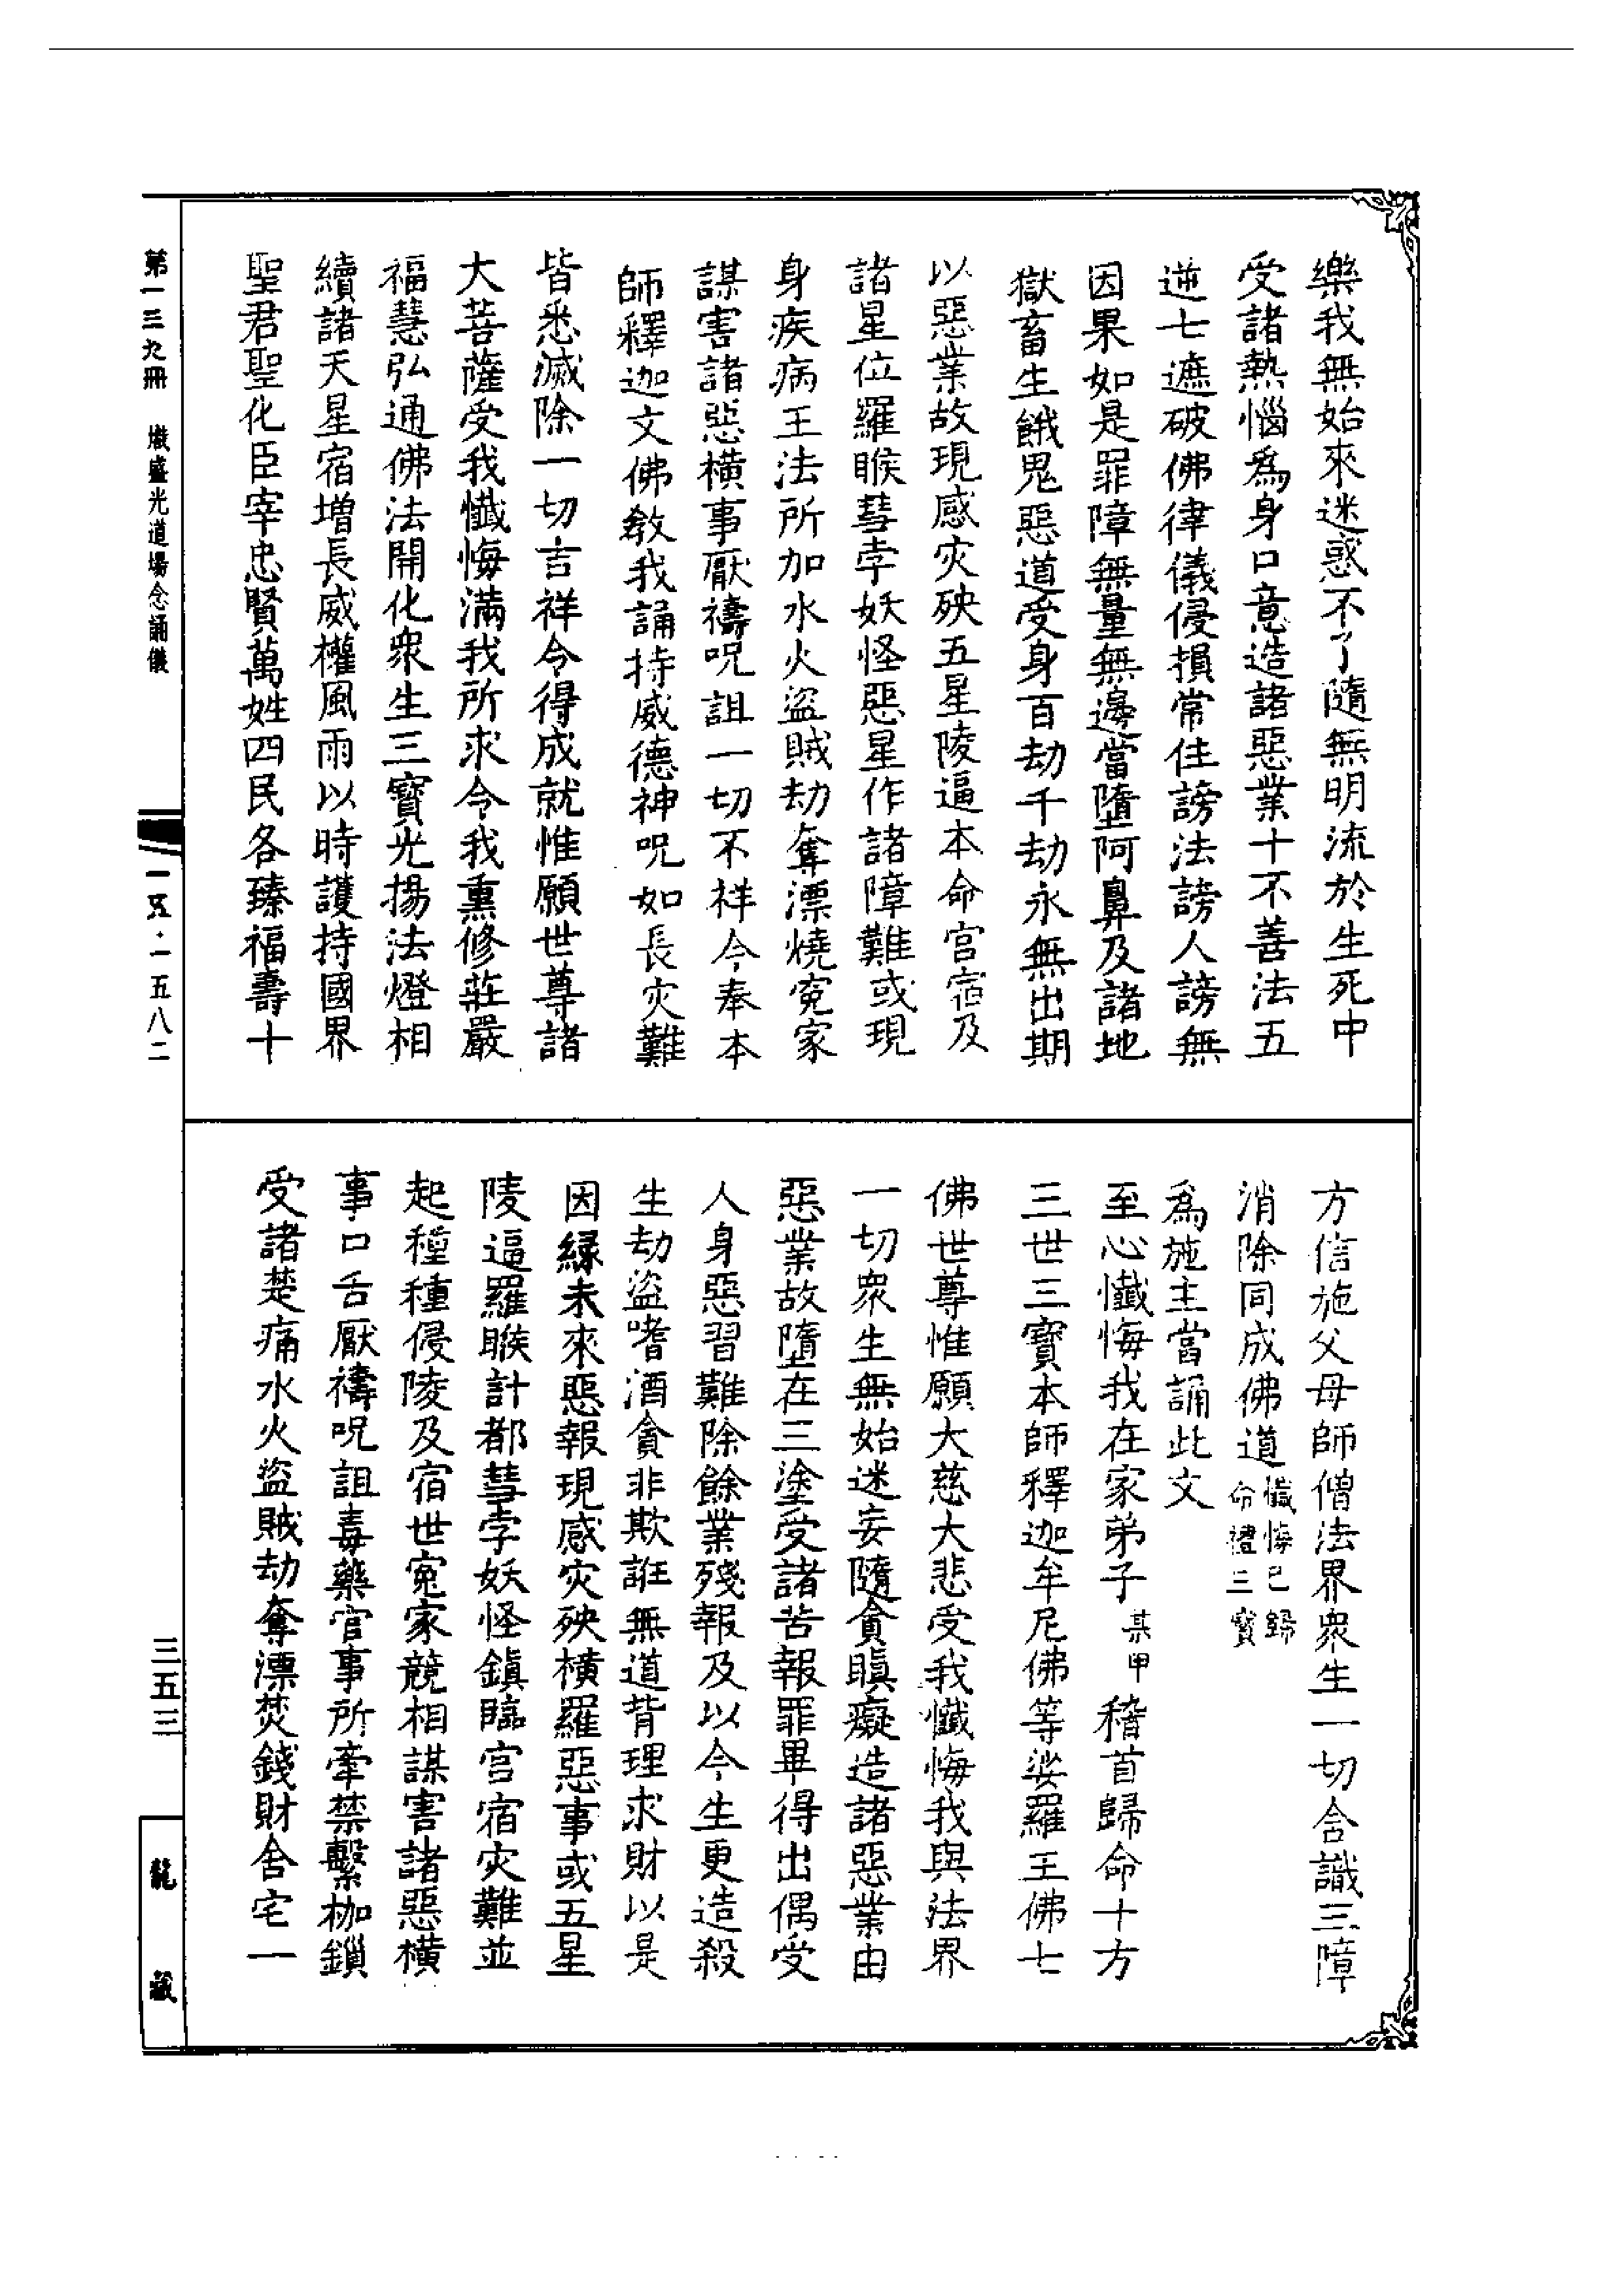 樂我無始來迷惑不了隨無明流於生死中
受諸熱惱為身口意造諸惡業十不善法五
逆七遮破佛律儀侵損常住謗法謗人謗無
因果如是罪障無量無邊當墮阿鼻及諸地
獄畜生餓鬼惡道受身百劫千劫永無出期
以惡業故現感灾殃五星陵逼本命宮宿及
諸星位羅睺彗孛妖怪惡星作諸障難或現
身疾病王法所加水火盜賊劫奪漂燒寃家
謀害諸惡橫事厭禱呪詛一切不祥今奉本
師釋迦文佛教我誦持威德神呪如長灾難
皆悉滅除一切吉祥令得成就惟願世尊諸
大菩薩受我懺悔滿我所求令我熏修莊嚴
福慧弘通佛法開化眾生三寶光揚法燈相
續諸天星宿增長威權風雨以時護持國界
聖君聖化臣宰忠賢萬姓四民各臻福壽十
方信施父母師僧法界眾生一切含識三障
消除同成佛道懺悔已歸命禮三寶
為施主當誦此文
至心懺悔我在家弟子某甲稽首歸命十方
三世三寶本師釋迦牟尼佛等娑羅王佛七
佛世尊惟願大慈大悲受我懺悔我與法界
一切眾生無始迷妄隨貪瞋癡造諸惡業由
惡業故墮在三塗受諸苦報罪畢得出偶受
人身惡習難除餘業殘報及以今生更造殺
生劫盜嗜酒貪非欺誑無道背理求財以是
因緣未來惡報現感灾殃橫羅惡事或五星
陵逼羅睺計都彗孛妖怪鎮臨宮宿灾難並
起種種侵陵及宿世寃家競相謀害諸惡橫
事口舌厭禱呪詛毒藥官事所牽禁繫枷鎖
受諸楚痛水火盜賊劫奪漂焚錢財舍宅一
第一三九冊 熾盛光道場念誦儀
一五·一五八二
三五三
龍藏